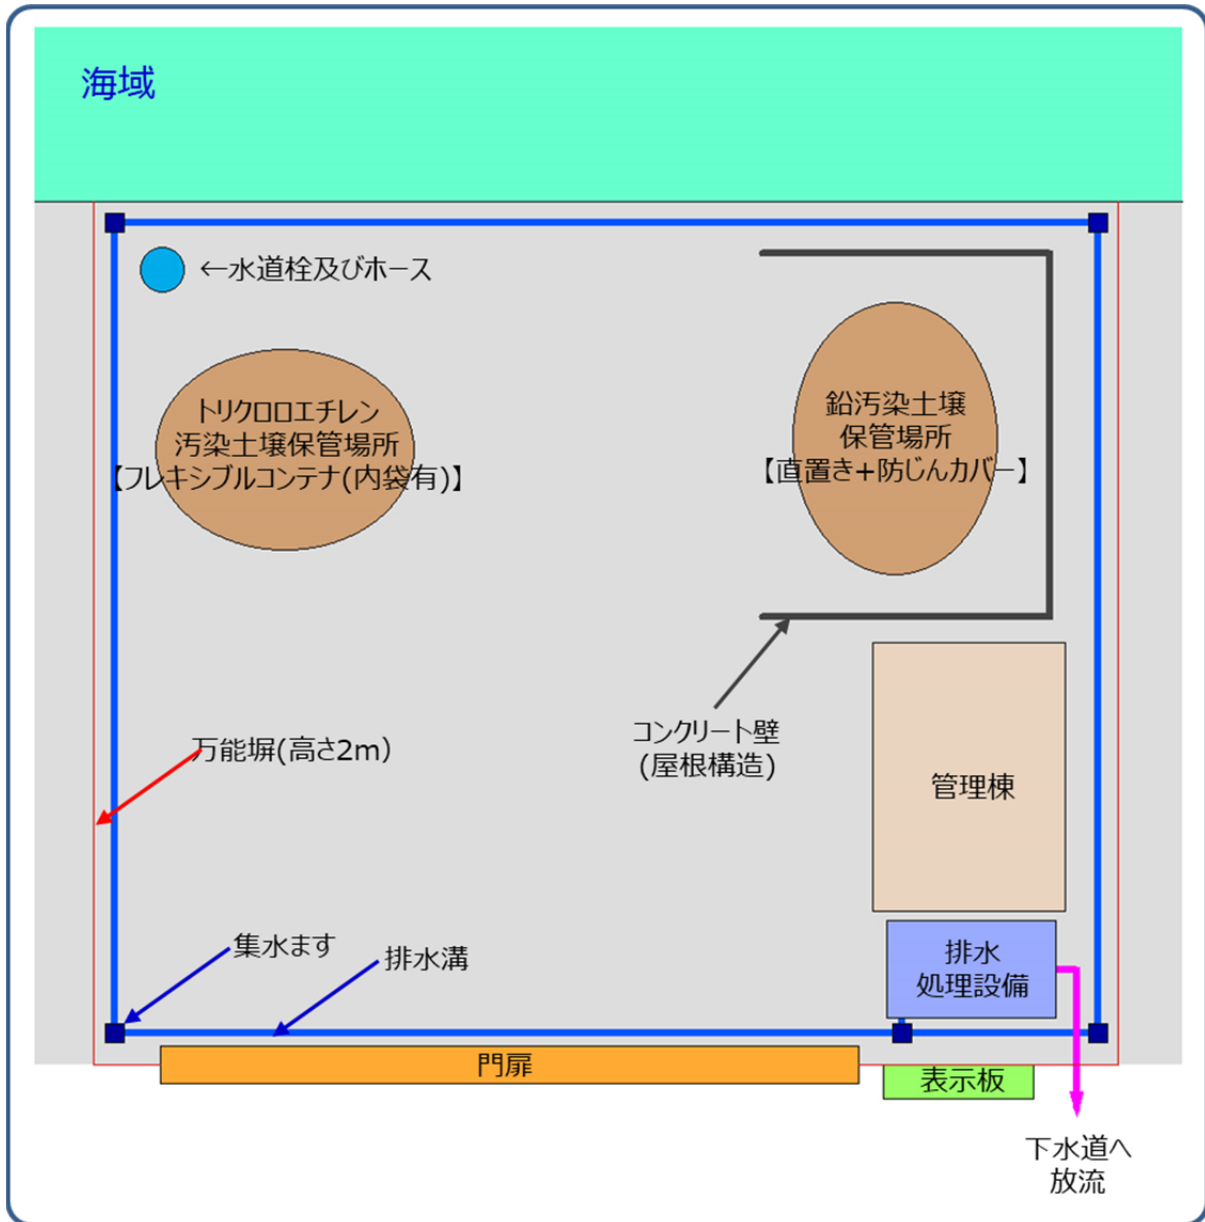 海域
←水道栓及びホース
トリクロロエチレン
汚染土壌保管場所
【フレキシブルコンテナ(内袋有)】
鉛汚染土壌
保管場所
【直置き+防じんカバー】
コンクリート壁
(屋根構造)
万能塀(高さ2m)
管理棟
集水ます
排水溝
排水
処理設備
門扉
表示板
下水道へ
放流